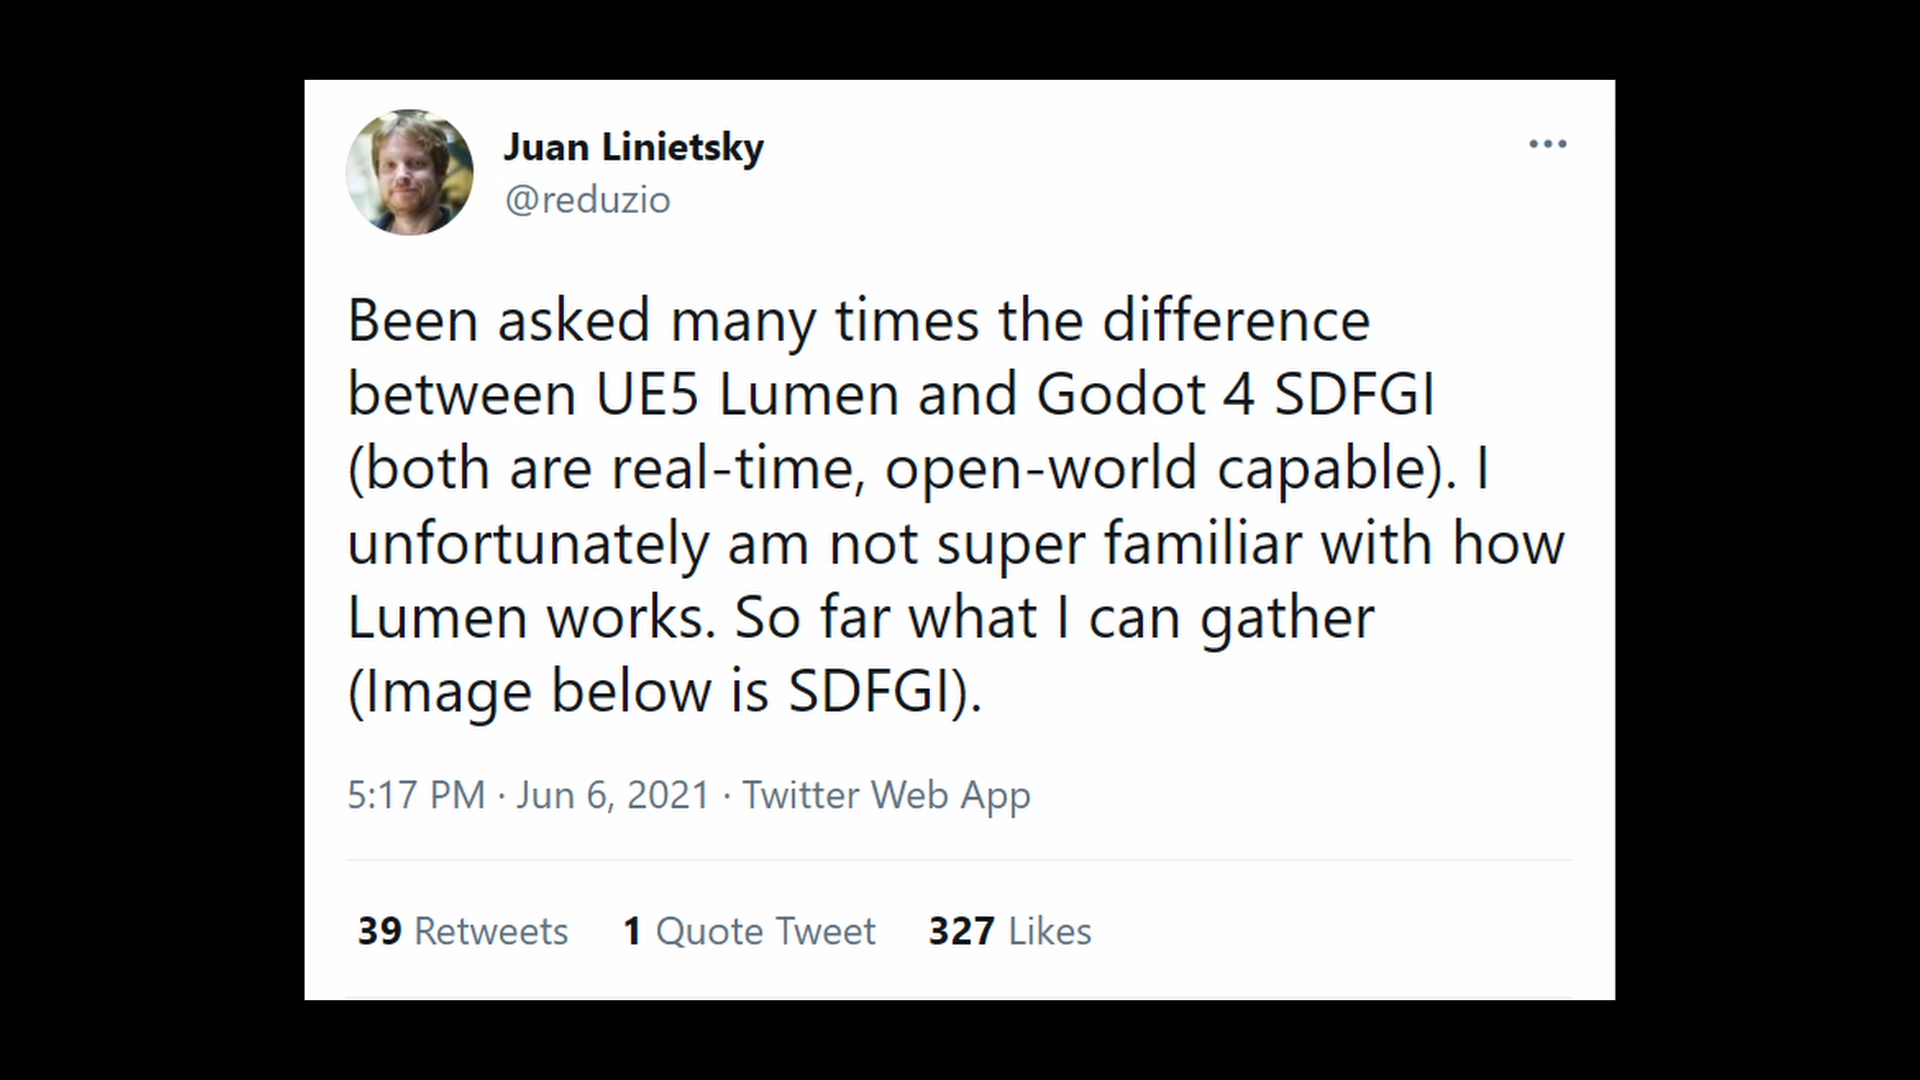 Juan Linietsky
@reduzio
Been asked many times the difference
between UE5 Lumen and Godot 4 SDFGI
(both are real-time, open-world capable). I
unfortunately am not super familiar with how
Lumen works. So far what I can gather
(Image below is SDFGI).
5:17 PM · Jun 6, 2021 · Twitter Web App
39 Retweets 1 Quote Tweet 327 Likes